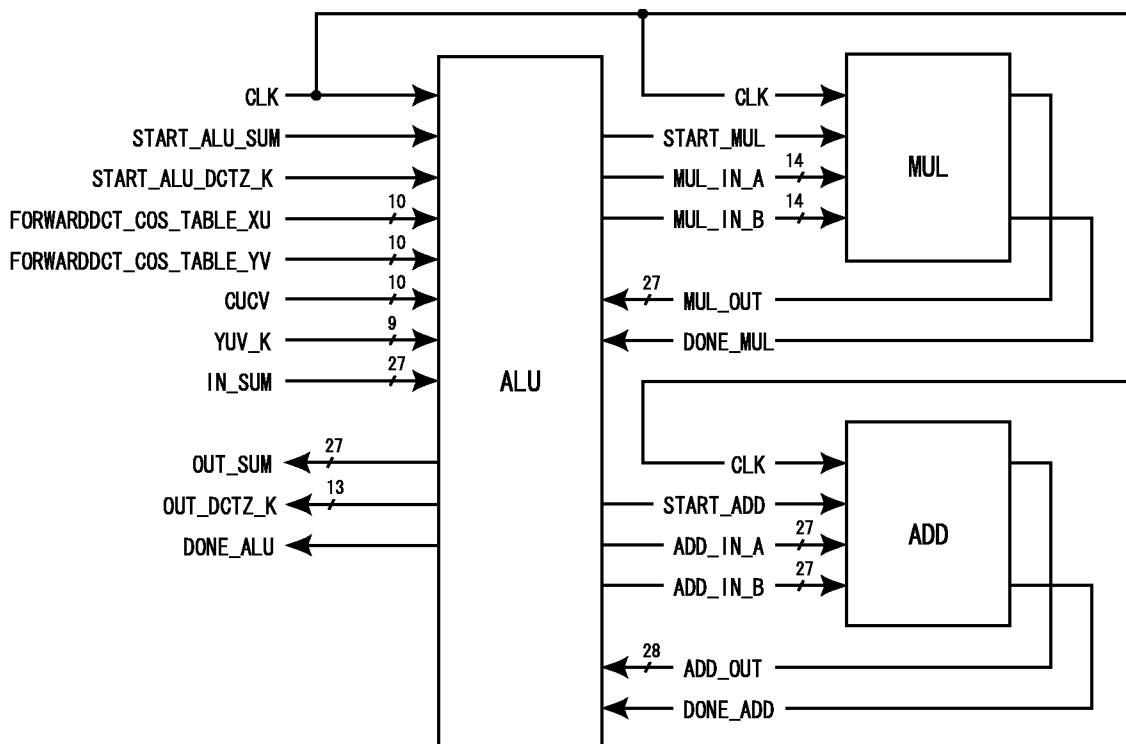 CLK
START_ALU_SUM
START_ALU_DCTZ_K
FORWARDDCT_COS_TABLE_XU 10
FORWARDDCT_COS_TABLE_YV 10
CUCV 10
YUV_K 9
IN_SUM 27
OUT_SUM 27
OUT_DCTZ_K 13
DONE_ALU
ALU
CLK
START_MUL
MUL_IN_A 14
MUL_IN_B 14
MUL
27 MUL_OUT
DONE_MUL
CLK
START_ADD
ADD_IN_A 27
ADD_IN_B 27
ADD
28 ADD_OUT
DONE_ADD